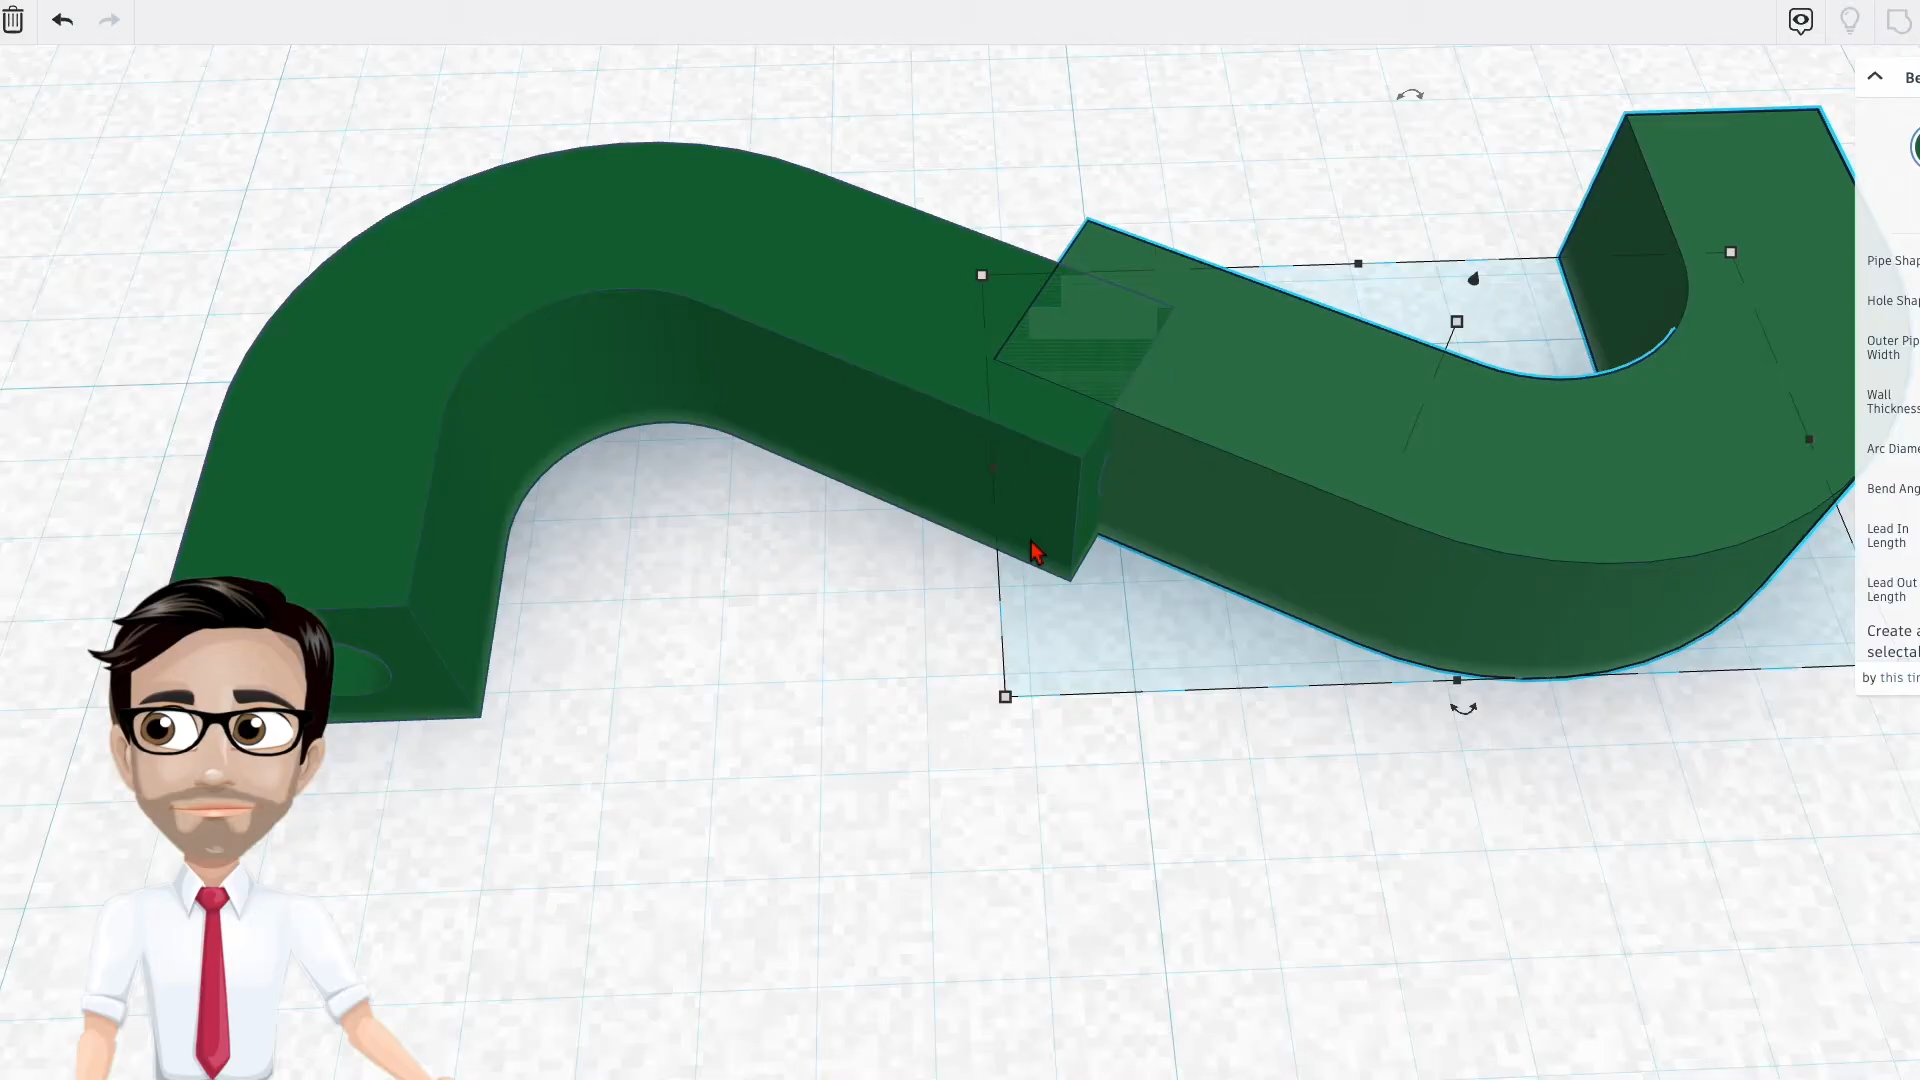 Be
Pipe Shap
Hole Shap
Outer Pip
Width
Wall
Thickness
Arc Diame
Bend Ang
Lead In
Length
Lead Out
Length
Create a
selectal
by this tin